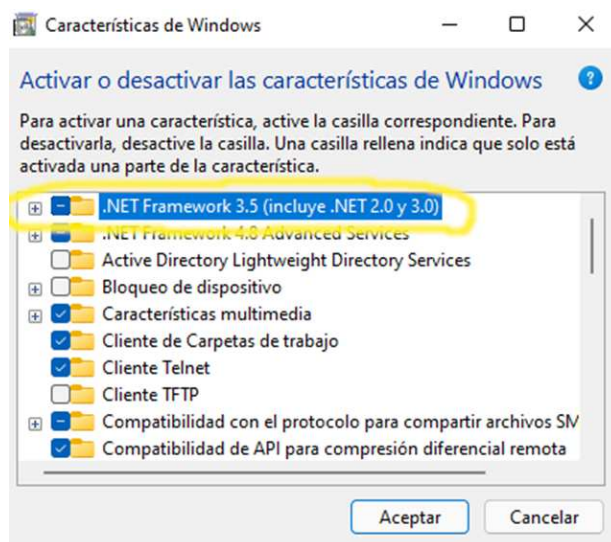 Características de Windows
Activar o desactivar las características de Windows
Para activar una característica, active la casilla correspondiente. Para
desactivarla, desactive la casilla. Una casilla rellena indica que solo está
activada una parte de la característica.
.NET Framework 3.5 (incluye .NET 2.0 y 3.0)
.NET Framework 4.8 Advanced Services
Active Directory Lightweight Directory Services
Bloqueo de dispositivo
Características multimedia
Cliente de Carpetas de trabajo
Cliente Telnet
Cliente TFTP
Compatibilidad con el protocolo para compartir archivos SM
Compatibilidad de API para compresión diferencial remota
Aceptar Cancelar